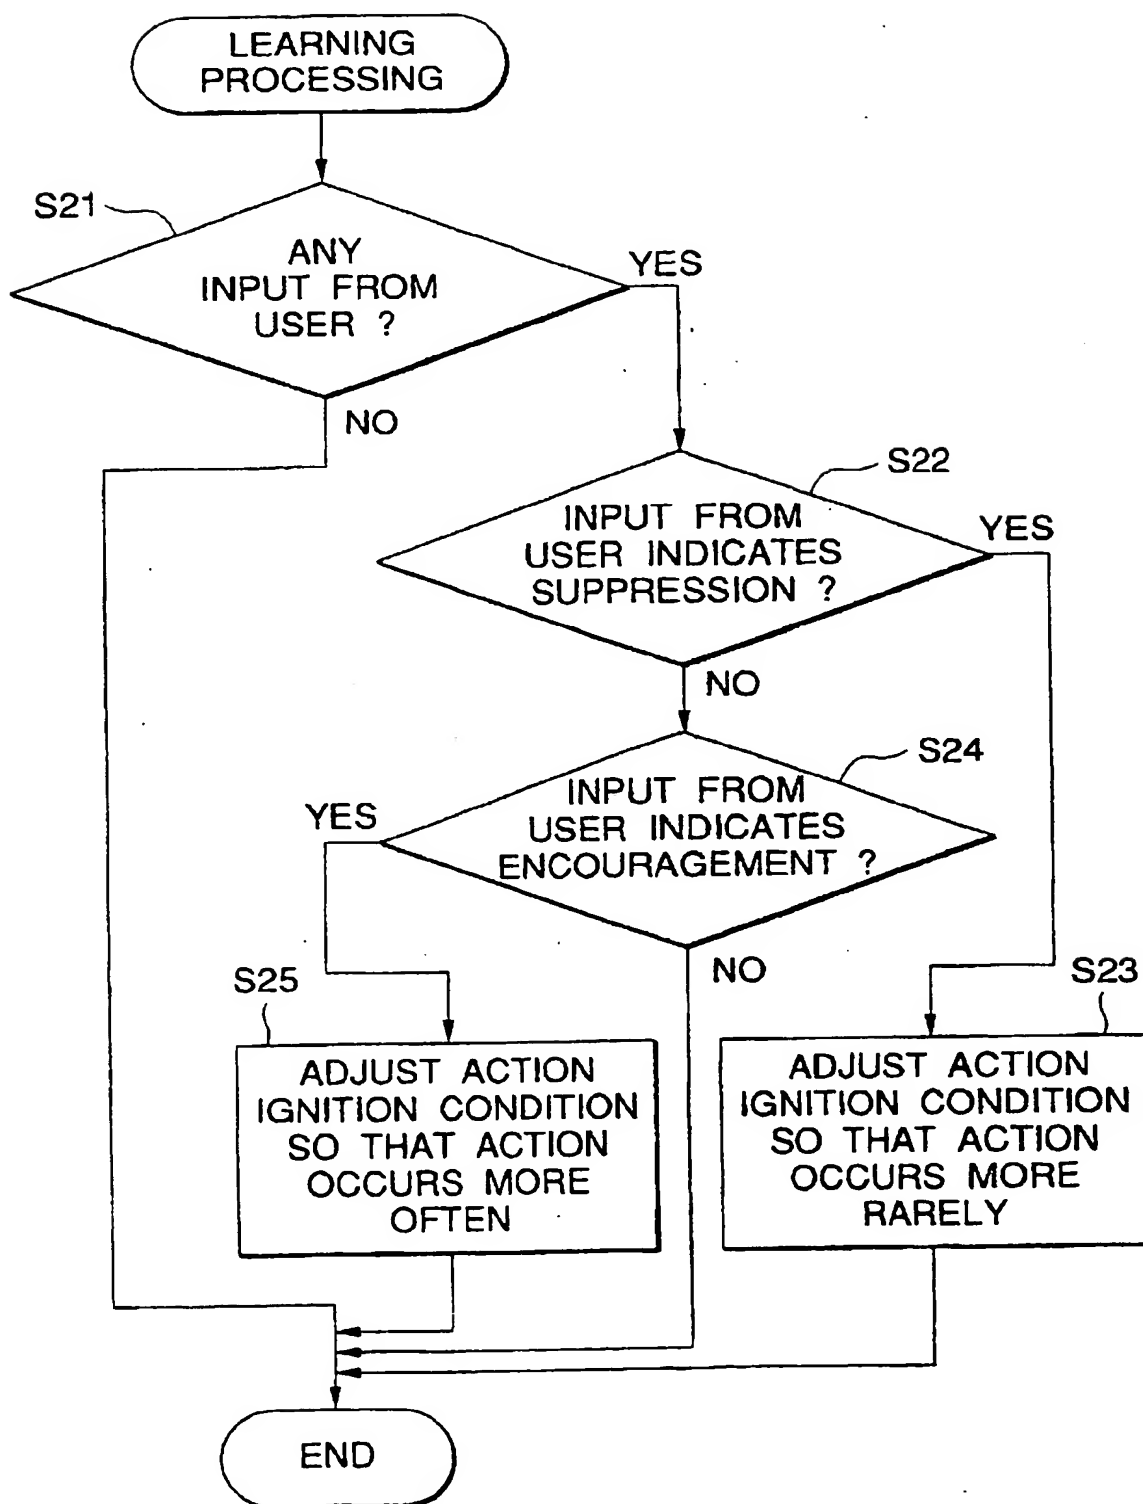 LEARNING
PROCESSING
S21
ANY
INPUT FROM
USER ?
YES
NO
S22
INPUT FROM
USER INDICATES
SUPPRESSION ?
YES
NO
S24
INPUT FROM
USER INDICATES
ENCOURAGEMENT ?
YES
NO
S25
ADJUST ACTION
IGNITION CONDITION
SO THAT ACTION
OCCURS MORE
OFTEN
S23
ADJUST ACTION
IGNITION CONDITION
SO THAT ACTION
OCCURS MORE
RARELY
END